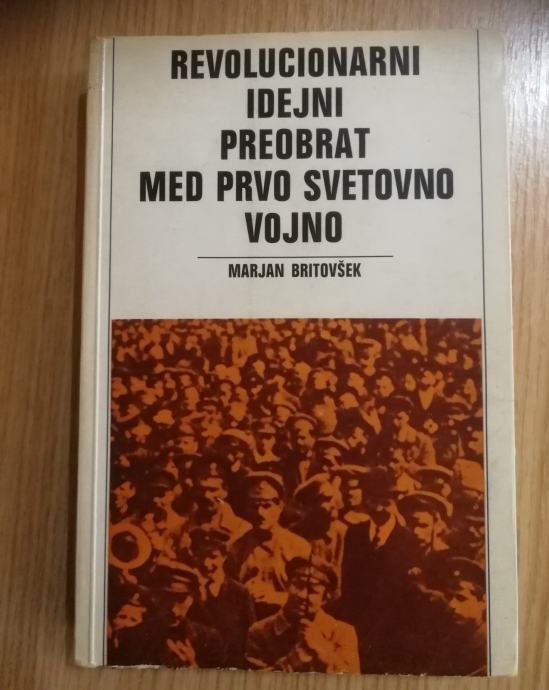 REVOLUCIONARNI
IDEJNI
PREOBRAT
MED PRVO SVETOVNO
VOJNO
MARJAN BRITOVŠEK